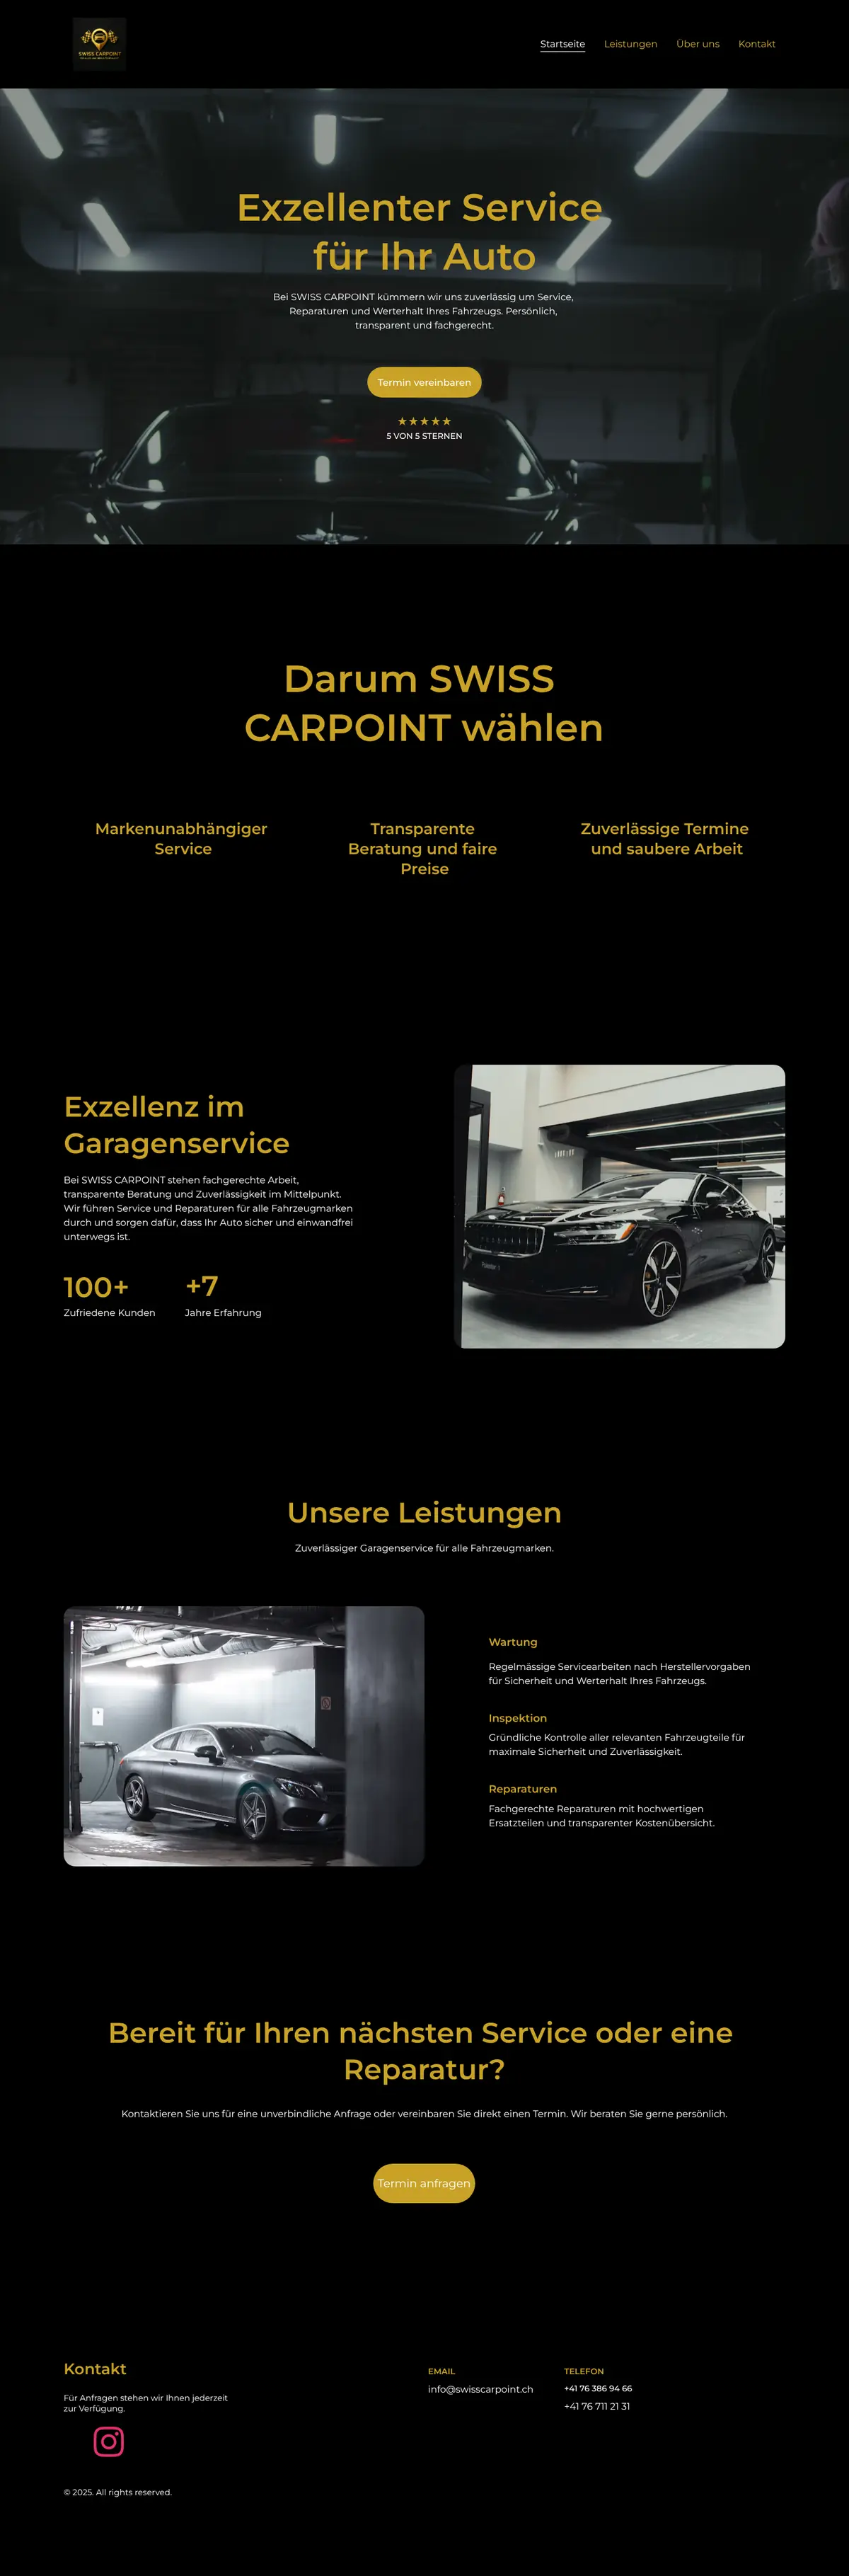 SWISS CARPOINT
Startseite
Leistungen
Über uns
Kontakt
Exzellenter Service
für Ihr Auto
Bei SWISS CARPOINT kümmern wir uns zuverlässig um Service,
Reparaturen und Werterhalt Ihres Fahrzeugs. Persönlich,
transparent und fachgerecht.
Termin vereinbaren
★★★★★
5 VON 5 STERNEN
Darum SWISS
CARPOINT wählen
Markenunabhängiger
Service
Transparente
Beratung und faire
Preise
Zuverlässige Termine
und saubere Arbeit
Exzellenz im
Garagenservice
Bei SWISS CARPOINT stehen fachgerechte Arbeit,
transparente Beratung und Zuverlässigkeit im Mittelpunkt.
Wir führen Service und Reparaturen für alle Fahrzeugmarken
durch und sorgen dafür, dass Ihr Auto sicher und einwandfrei
unterwegs ist.
100+
Zufriedene Kunden
+7
Jahre Erfahrung
Unsere Leistungen
Zuverlässiger Garagenservice für alle Fahrzeugmarken.
Wartung
Regelmässige Servicearbeiten nach Herstellervorgaben
für Sicherheit und Werterhalt Ihres Fahrzeugs.
Inspektion
Gründliche Kontrolle aller relevanten Fahrzeugteile für
maximale Sicherheit und Zuverlässigkeit.
Reparaturen
Fachgerechte Reparaturen mit hochwertigen
Ersatzteilen und transparenter Kostenübersicht.
Bereit für Ihren nächsten Service oder eine
Reparatur?
Kontaktieren Sie uns für eine unverbindliche Anfrage oder vereinbaren Sie direkt einen Termin. Wir beraten Sie gerne persönlich.
Termin anfragen
Kontakt
Für Anfragen stehen wir Ihnen jederzeit
zur Verfügung.
EMAIL
info@swisscarpoint.ch
TELEFON
+41 76 386 94 66
+41 76 711 21 31
© 2025. All rights reserved.